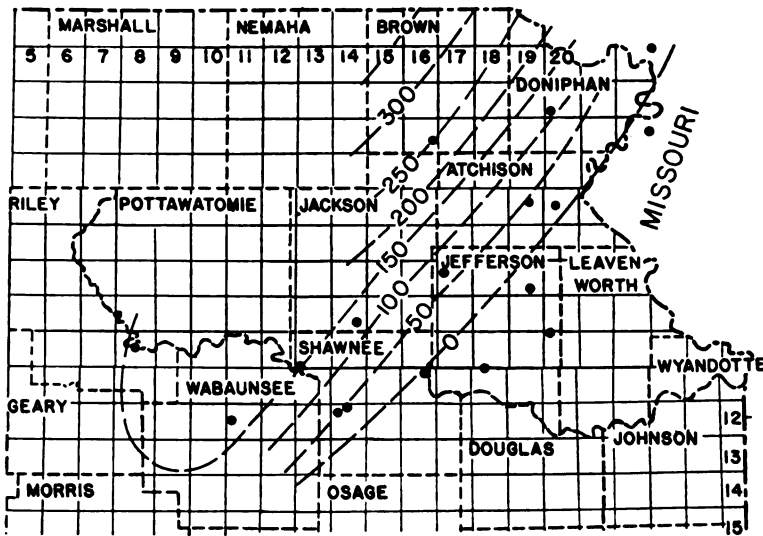 MARSHALL NEMAHA BROWN
5 6 7 8 9 10 11 12 13 14 15 16 17 18 19 20
DONIPHAN
300
MISSOURI
250
ATCHISON
RILEY POTTAWATOMIE JACKSON
200
150
JEFFERSON LEAVEN
WORTH
100
50
0
SHAWNEE
WYANDOTTE
WABAUNSEE
GEARY
12
DOUGLAS JOHNSON
13
MORRIS OSAGE
14
15